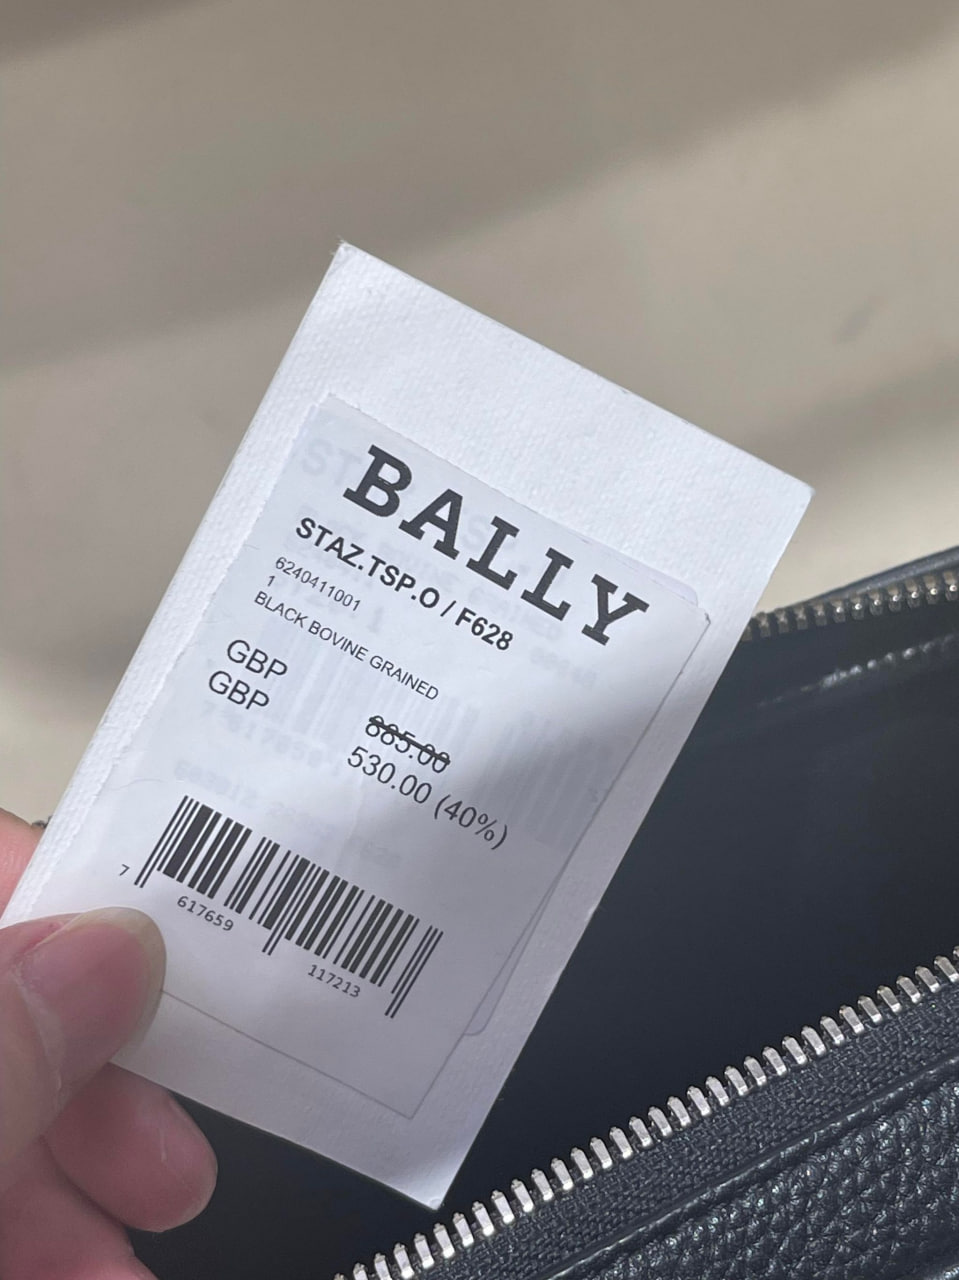 BALLY
STAZ.TSP.O / F628
6240411001
1
BLACK BOVINE GRAINED
GBP 885.00
GBP 530.00 (40%)
7 617659 117213